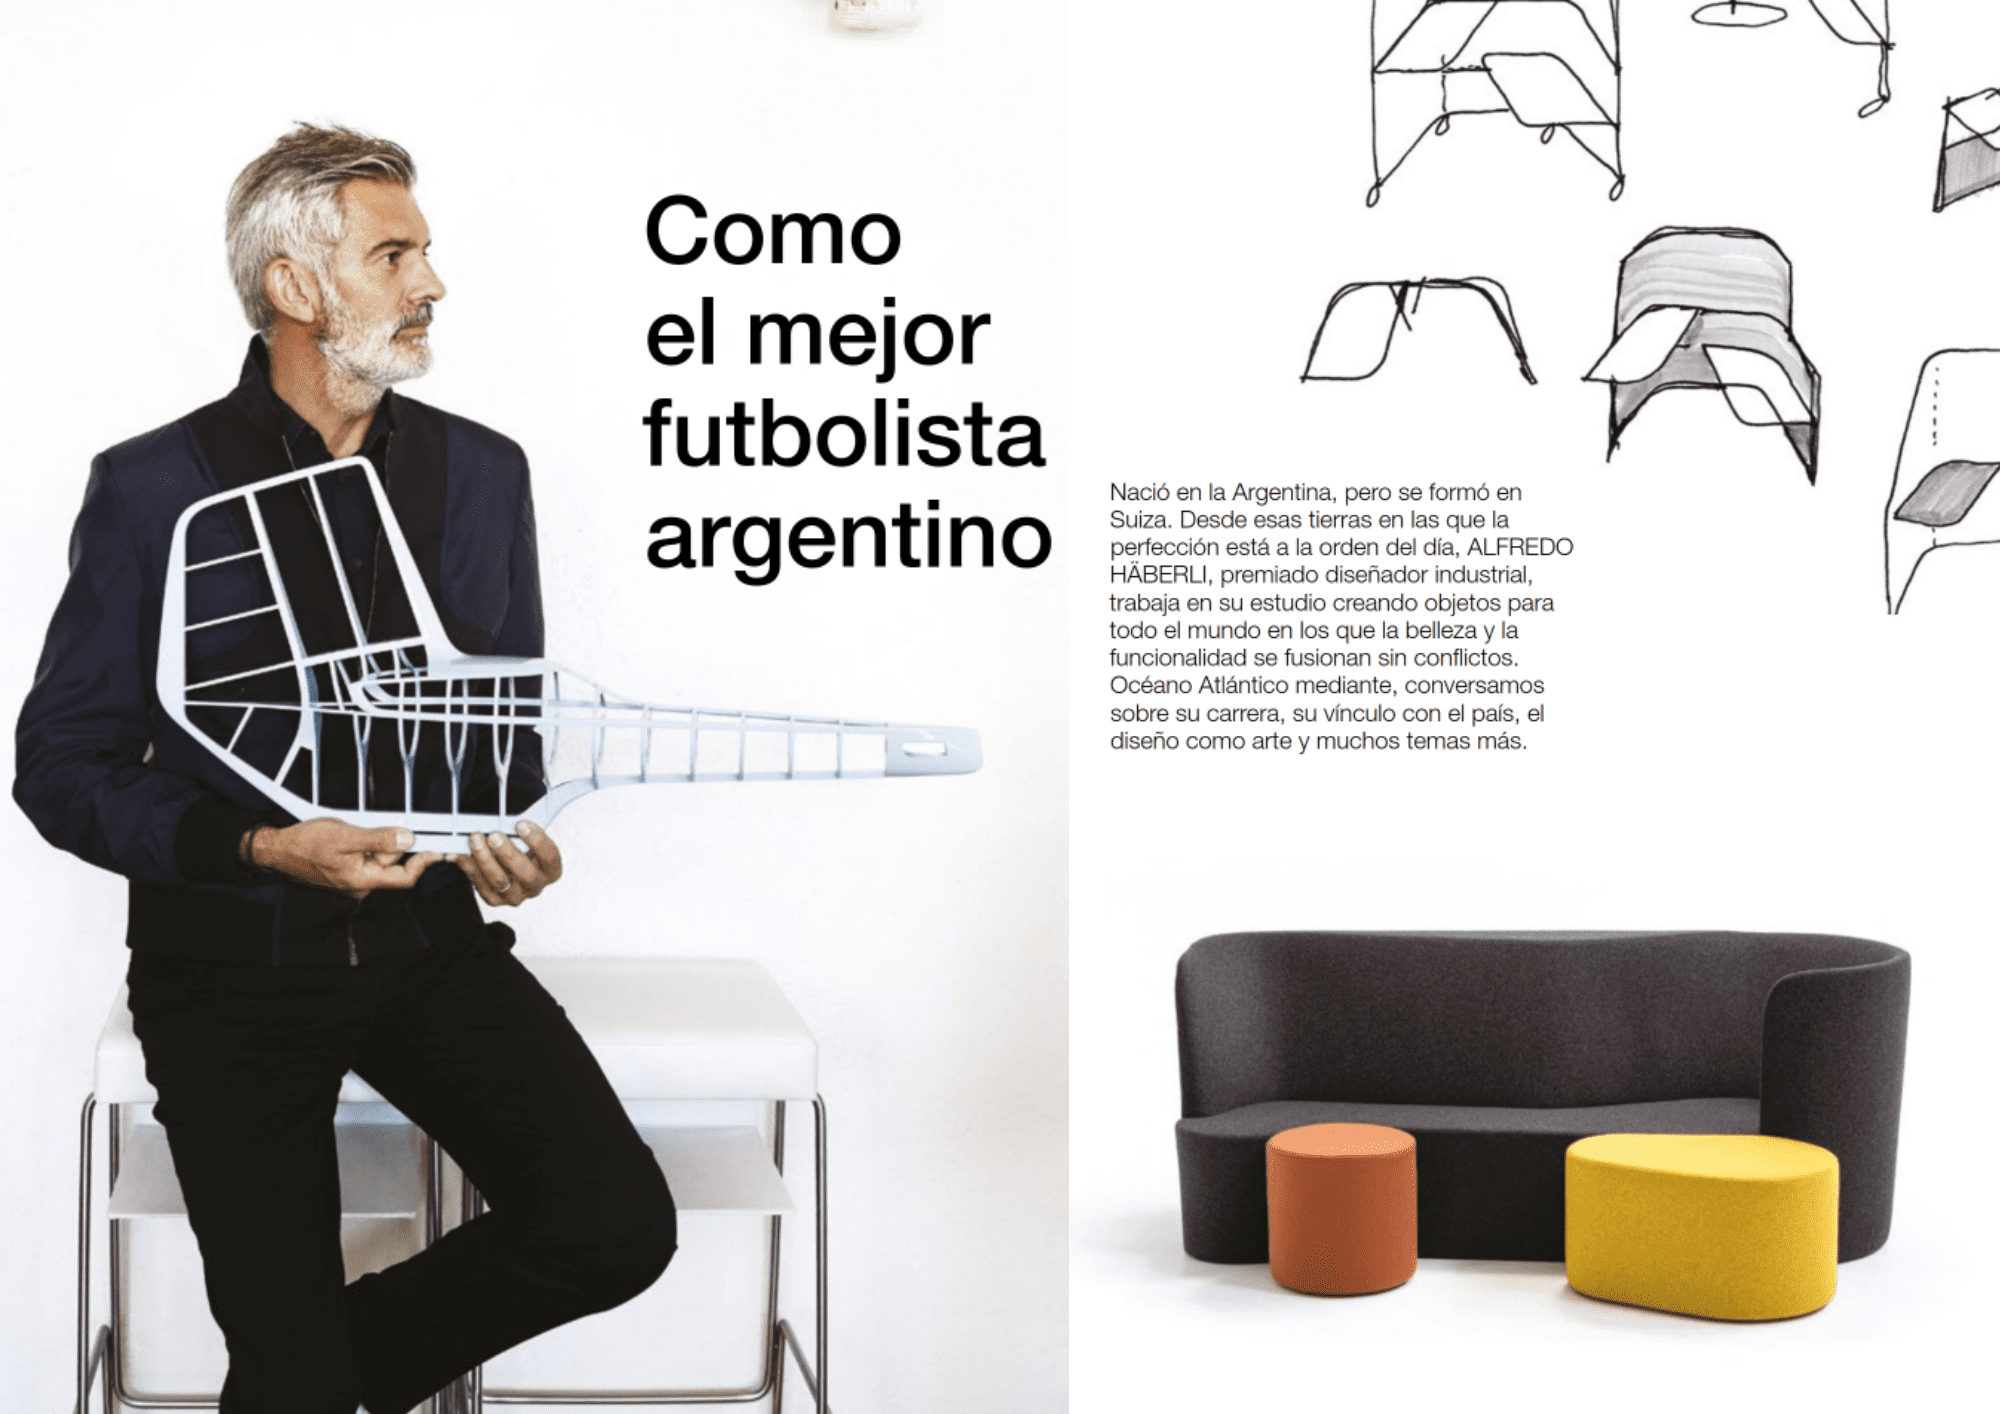 Como
el mejor
futbolista
argentino
Nació en la Argentina, pero se formó en
Suiza. Desde esas tierras en las que la
perfección está a la orden del día, ALFREDO
HÄBERLI, premiado diseñador industrial,
trabaja en su estudio creando objetos para
todo el mundo en los que la belleza y la
funcionalidad se fusionan sin conflictos.
Océano Atlántico mediante, conversamos
sobre su carrera, su vínculo con el país, el
diseño como arte y muchos temas más.